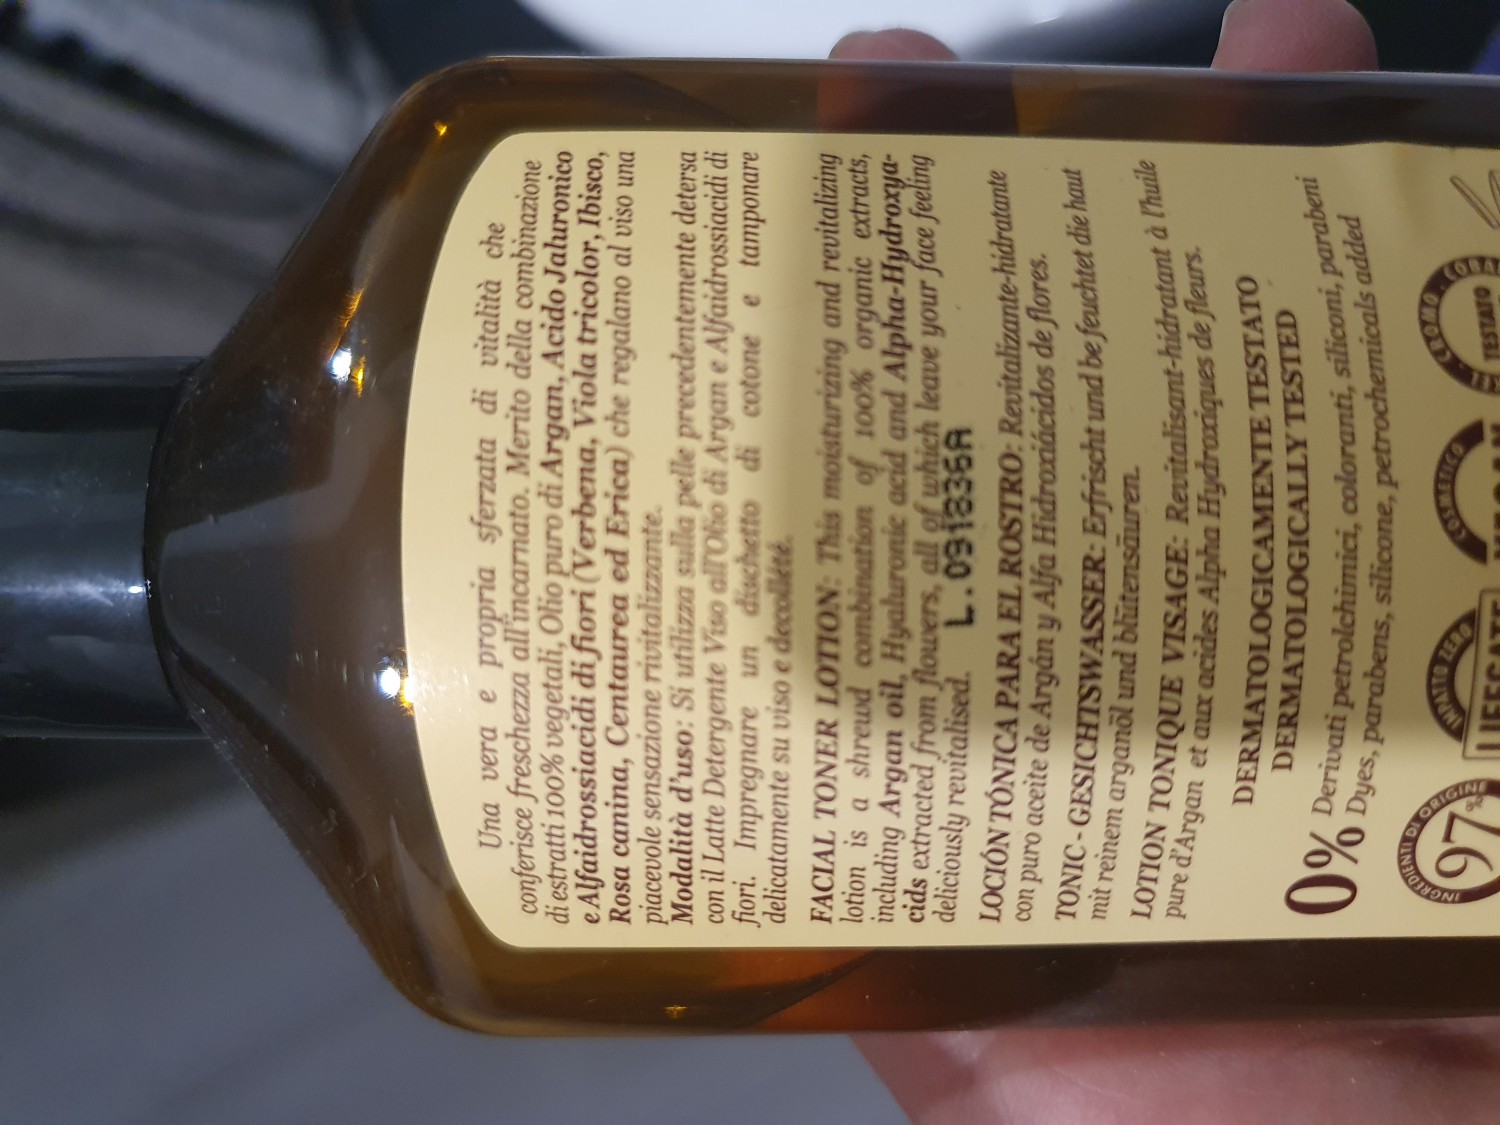 Una vera e propria sferzata di vitalità che
conferisce freschezza all'incarnato. Merito della combinazione
di estratti 100% vegetali, Olio puro di Argan, Acido Jaluronico
e Alfaidrossiacidi di fiori (Verbena, Viola tricolor, Ibisco,
Rosa canina, Centaurea ed Erica) che regalano al viso una
piacevole sensazione rivitalizzante.
Modalità d'uso: Si utilizza sulla pelle precedentemente detersa
con il Latte Detergente Viso all'Olio di Argan e Alfaidrossiacidi di
fiori. Impregnare un dischetto di cotone e tamponare
delicatamente su viso e decolleté.
FACIAL TONER LOTION: This moisturizing and revitalizing
lotion is a shrewd combination of 100% organic extracts,
including Argan oil, Hyaluronic acid and Alpha-Hydroxya-
cids extracted from flowers, all of which leave your face feeling
deliciously revitalised.
L.091836A
LOCIÓN TÓNICA PARA EL ROSTRO: Revitalizante-hidratante
con puro aceite de Argán y Alfa Hidroxiácidos de flores.
TONIC - GESICHTSWASSER: Erfrischt und be feuchtet die haut
mit reinem arganöl und blütensäuren.
LOTION TONIQUE VISAGE: Revitalisant-hidratant à l'huile
pure d'Argan et aux acides Alpha Hydroxiques de fleurs.
DERMATOLOGICAMENTE TESTATO
DERMATOLOGICALLY TESTED
0% Derivati petrolchimici, coloranti, siliconi, parabeni
Dyes, parabens, silicone, petrochemicals added
INGREDIENTI DI ORIGINE
97%
IMPATTO ZERO
LIFEGATE
COSMETICO
VEGAN
CROMO
TESTATO